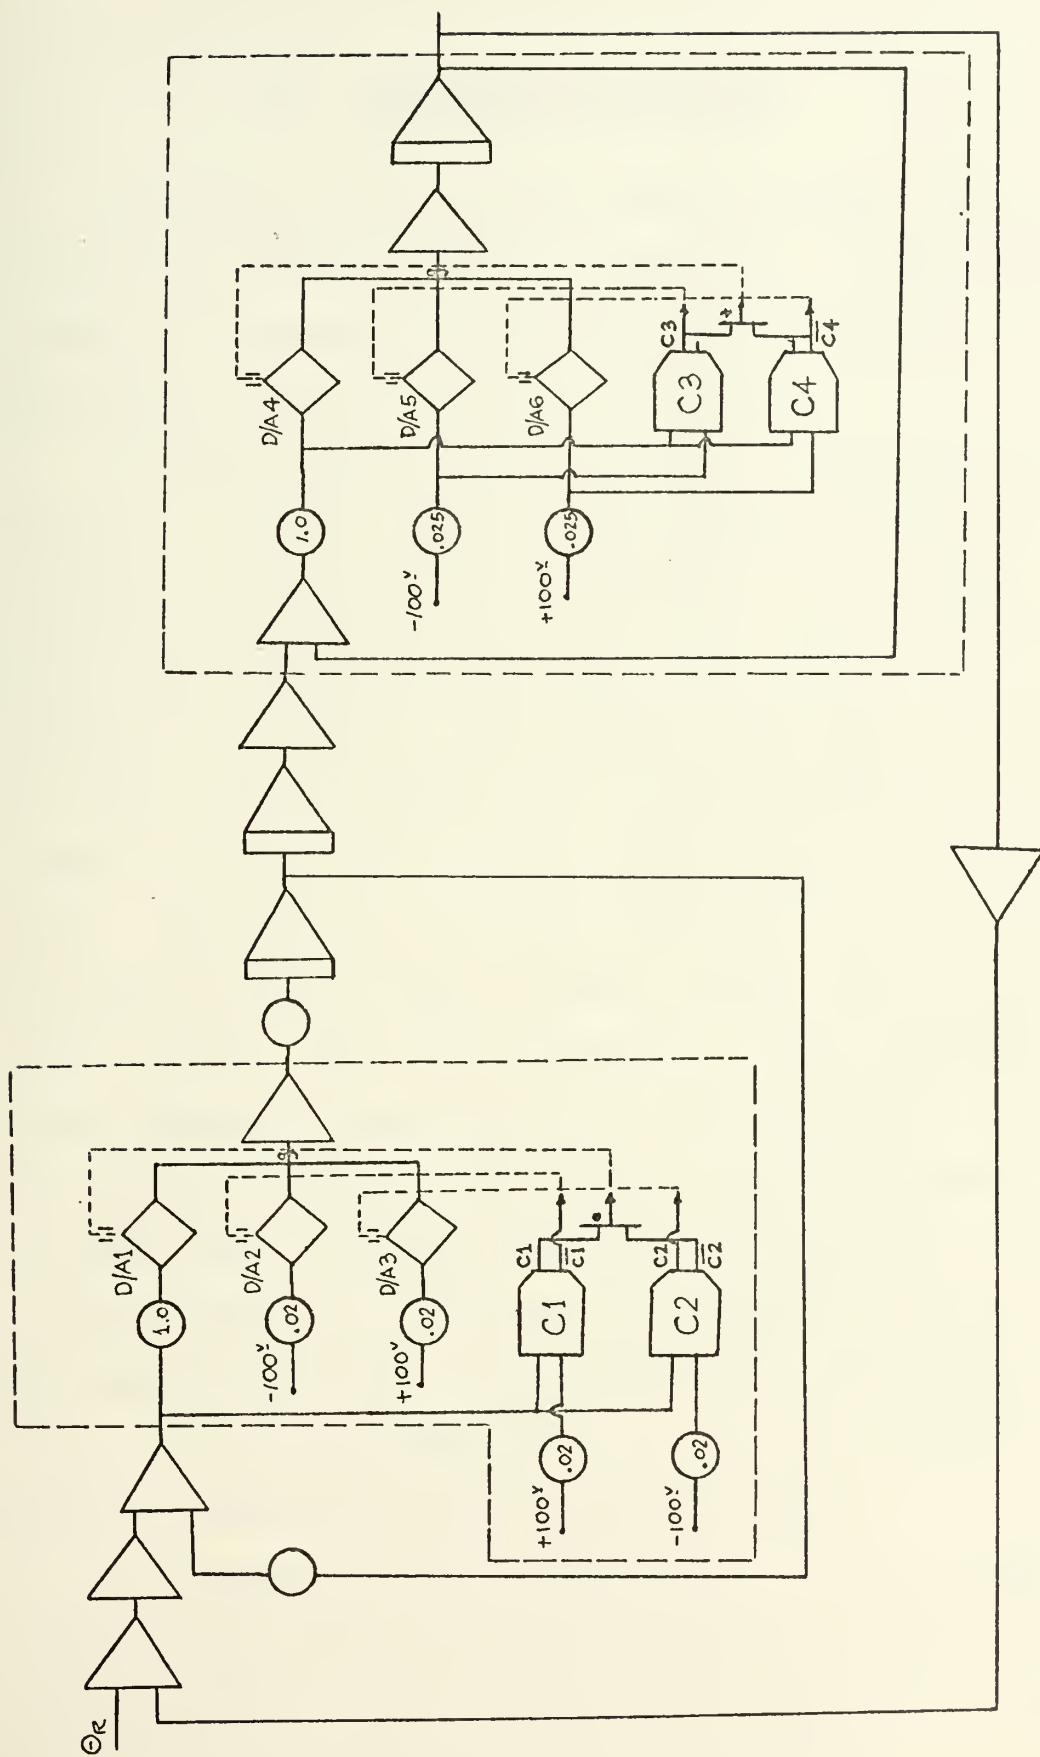 ΘR
1.0
D/A1
-100v
.02
D/A2
+100v
.02
D/A3
+100v
.02
-100v
.02
C1
C1
C1
C2
C2
C2
1.0
D/A4
-100v
.025
D/A5
+100v
.025
D/A6
C3
C3
C4
C4